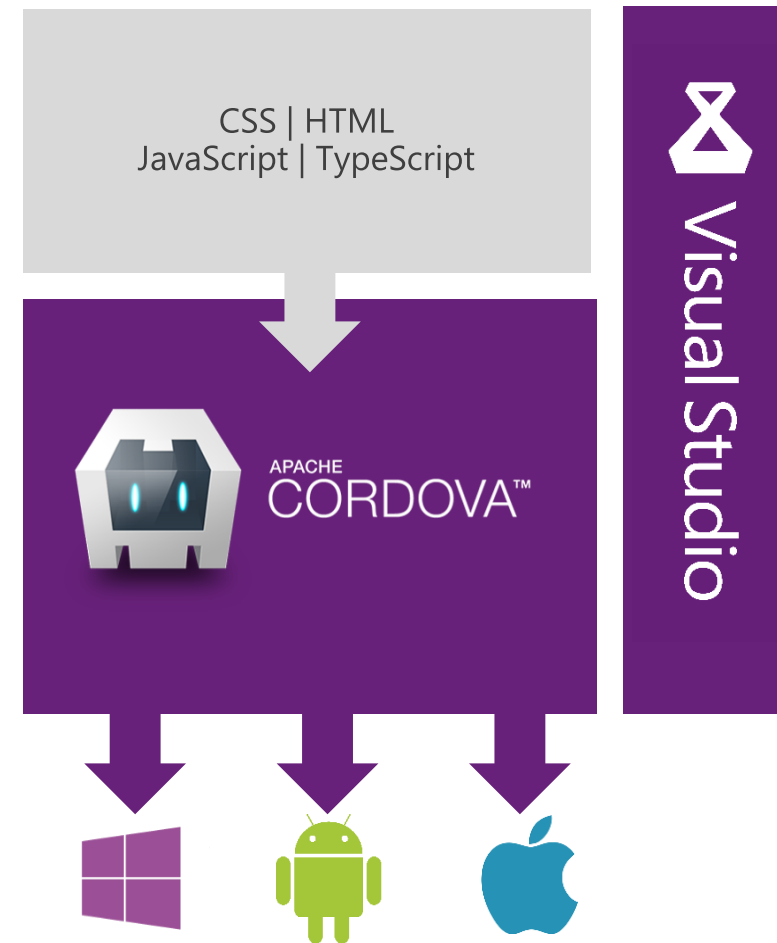 CSS | HTML
JavaScript | TypeScript
APACHE
CORDOVA™
Visual Studio